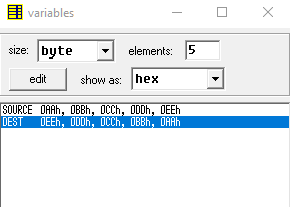 variables
size: byte elements: 5
edit show as: hex
SOURCE 0AAh, 0BBh, 0CCh, 0DDh, 0EEh
DEST 0EEh, 0DDh, 0CCh, 0BBh, 0AAh